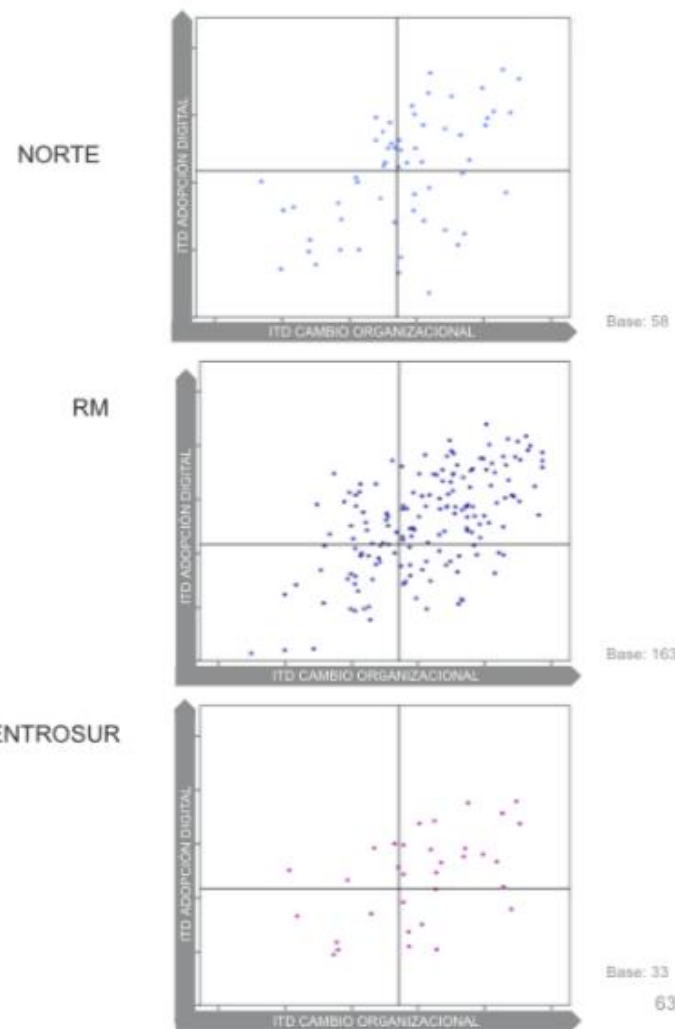 NORTE
ITD ADOPCIÓN DIGITAL
ITD CAMBIO ORGANIZACIONAL
Base: 58
RM
ITD ADOPCIÓN DIGITAL
ITD CAMBIO ORGANIZACIONAL
Base: 163
ENTROSUR
ITD ADOPCIÓN DIGITAL
ITD CAMBIO ORGANIZACIONAL
Base: 33
63